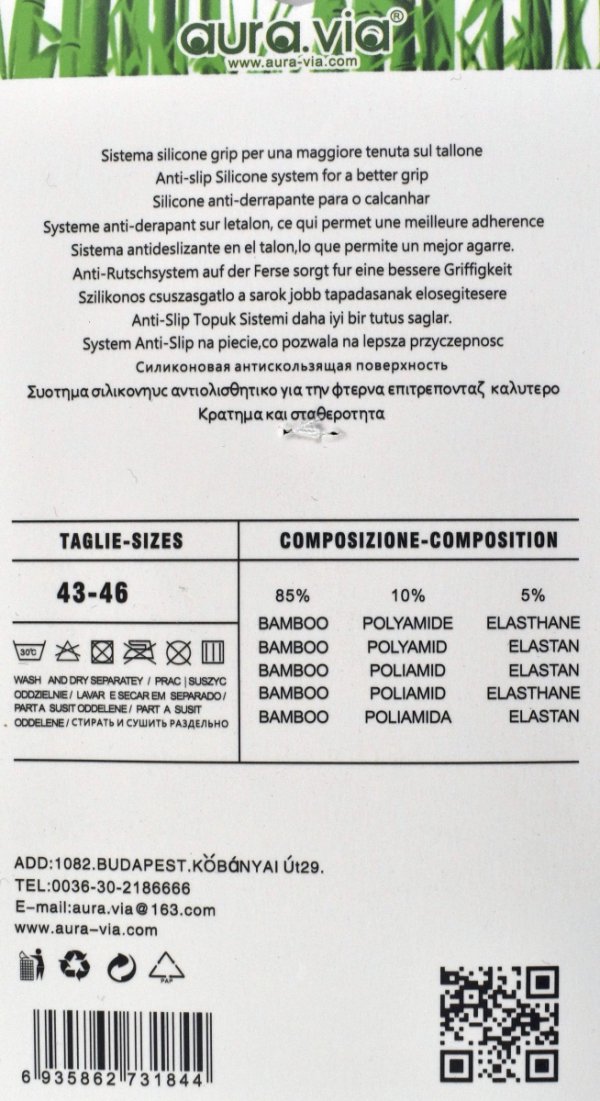 aura.via®
www.aura-via.com
Sistema silicone grip per una maggiore tenuta sul tallone
Anti-slip Silicone system for a better grip
Silicone anti-derrapante para o calcanhar
Systeme anti-derapant sur letalon, ce qui permet une meilleure adherence
Sistema antideslizante en el talon,lo que permite un mejor agarre.
Anti-Rutschsystem auf der Ferse sorgt fur eine bessere Griffigkeit
Szilikonos csuszasgatlo a sarok jobb tapadasanak elosegitesere
Anti-Slip Topuk Sistemi daha iyi bir tutus saglar.
System Anti-Slip na piecie,co pozwala na lepsza przyczepnosc
Силиконовая антискользящая поверхность
Συοτημα σιλικονηυς αντιολισθητικο για την φτερνα επιτρεπονταζ καλυτερο
Κρατημα και σταθεροτητα
TAGLIE-SIZES
COMPOSIZIONE-COMPOSITION
43-46
85% 10% 5%
BAMBOO POLYAMIDE ELASTHANE
BAMBOO POLYAMID ELASTAN
BAMBOO POLIAMID ELASTAN
BAMBOO POLIAMID ELASTHANE
BAMBOO POLIAMIDA ELASTAN
30℃
WASH AND DRY SEPARATEY / PRAC | SUSZYC
ODDZIELNIE / LAVAR E SECAR EM SEPARADO /
PARTA SUSIT ODDELENE / PART A SUSIT
ODDELENE / СТИРАТЬ И СУШИТЬ РАЗДЕЛЬНО
ADD:1082.BUDAPEST.KŐBáNYAI Út29.
TEL:0036-30-2186666
E-mail:aura.via@163.com
www.aura-via.com
PAP
6 935862 731844